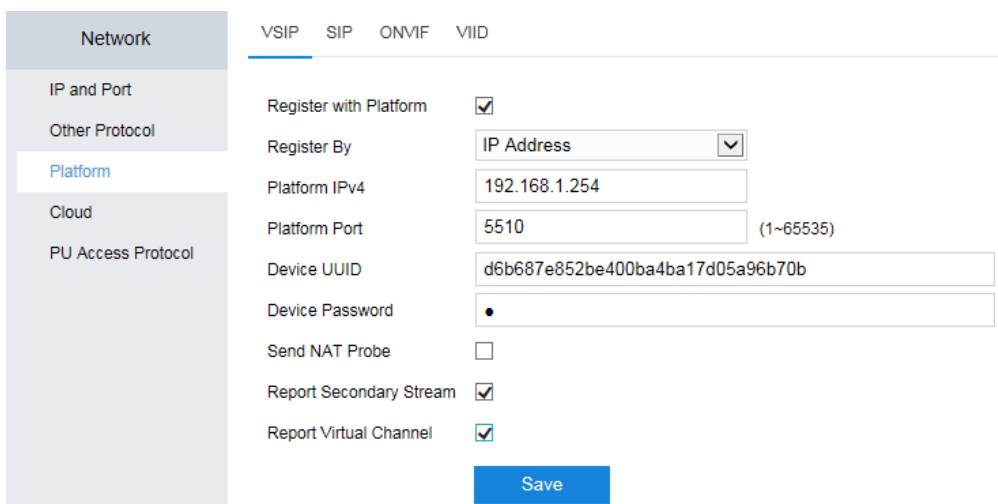 Network
IP and Port
Other Protocol
Platform
Cloud
PU Access Protocol
VSIP SIP ONVIF VIID
Register with Platform
Register By IP Address
Platform IPv4 192.168.1.254
Platform Port 5510 (1~65535)
Device UUID d6b687e852be400ba4ba17d05a96b70b
Device Password ●
Send NAT Probe
Report Secondary Stream
Report Virtual Channel
Save